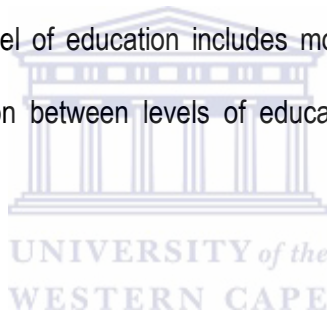 el of education includes mo
on between levels of educa
UNIVERSITY of the
WESTERN CAPE